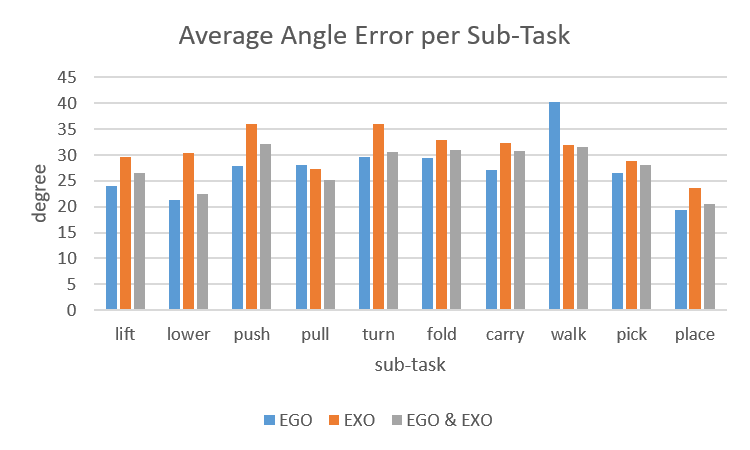 Average Angle Error per Sub-Task
degree
45
40
35
30
25
20
15
10
5
0
lift lower push pull turn fold carry walk pick place
sub-task
EGO EXO EGO & EXO